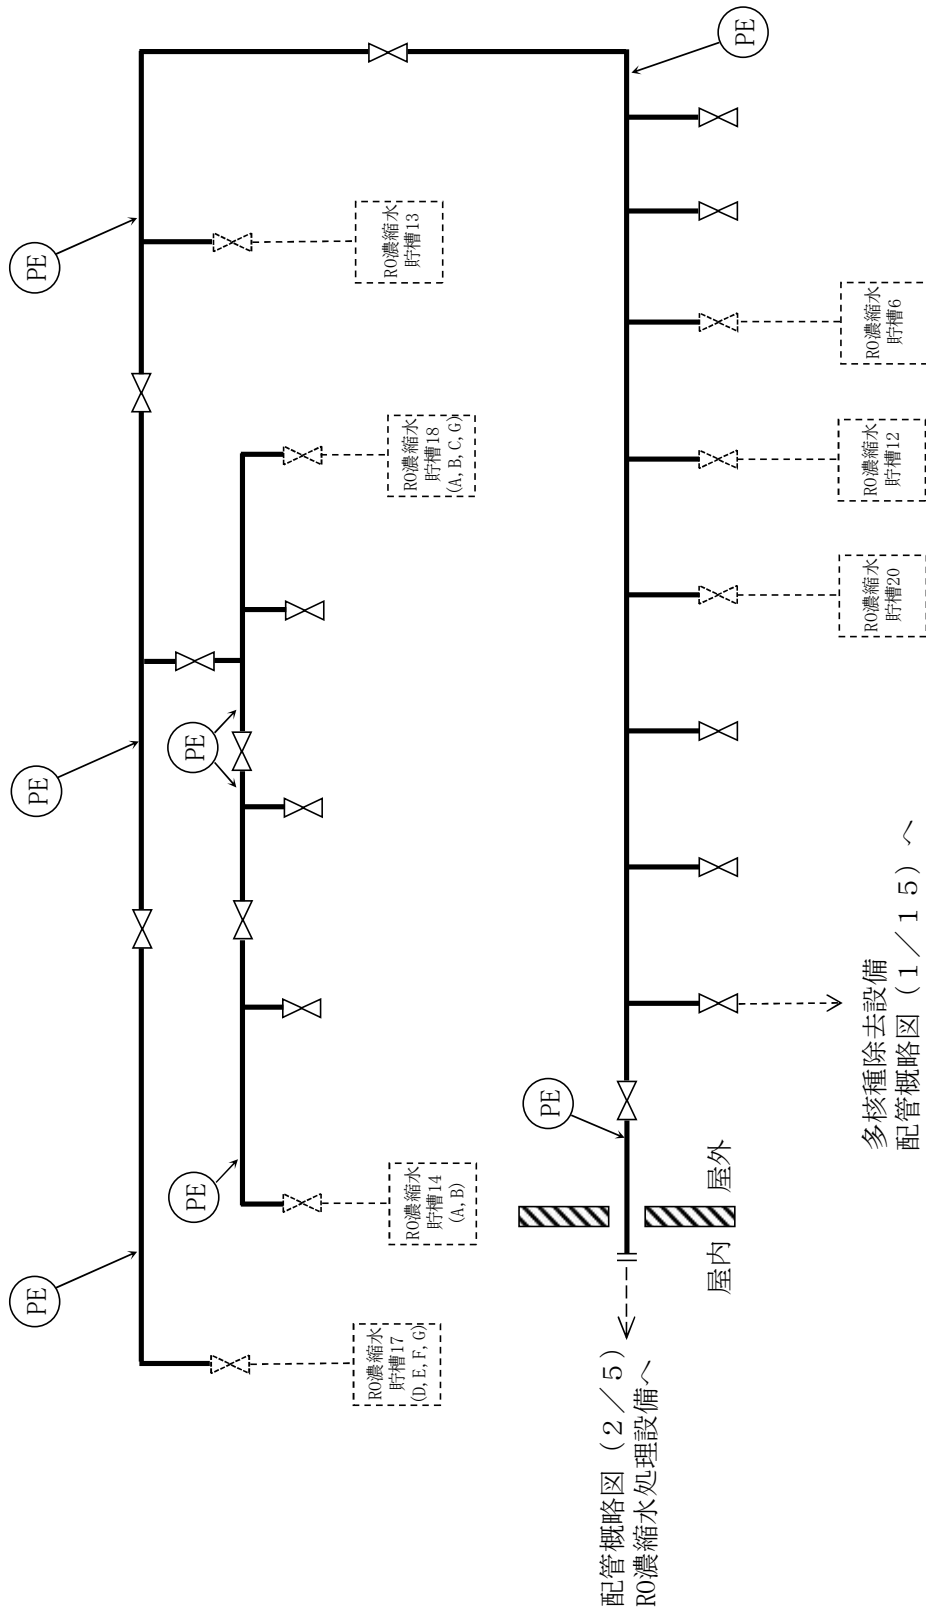 PE
PE
PE
PE
PE
RO濃縮水
貯槽17
(D, E, F, G)
RO濃縮水
貯槽14
(A, B)
RO濃縮水
貯槽18
(A, B, C, G)
RO濃縮水
貯槽13
PE
配管概略図（２／５）
RO濃縮水処理設備へ
屋内
屋外
PE
多核種除去設備
配管概略図（１／１５）へ
RO濃縮水
貯槽20
RO濃縮水
貯槽12
RO濃縮水
貯槽6